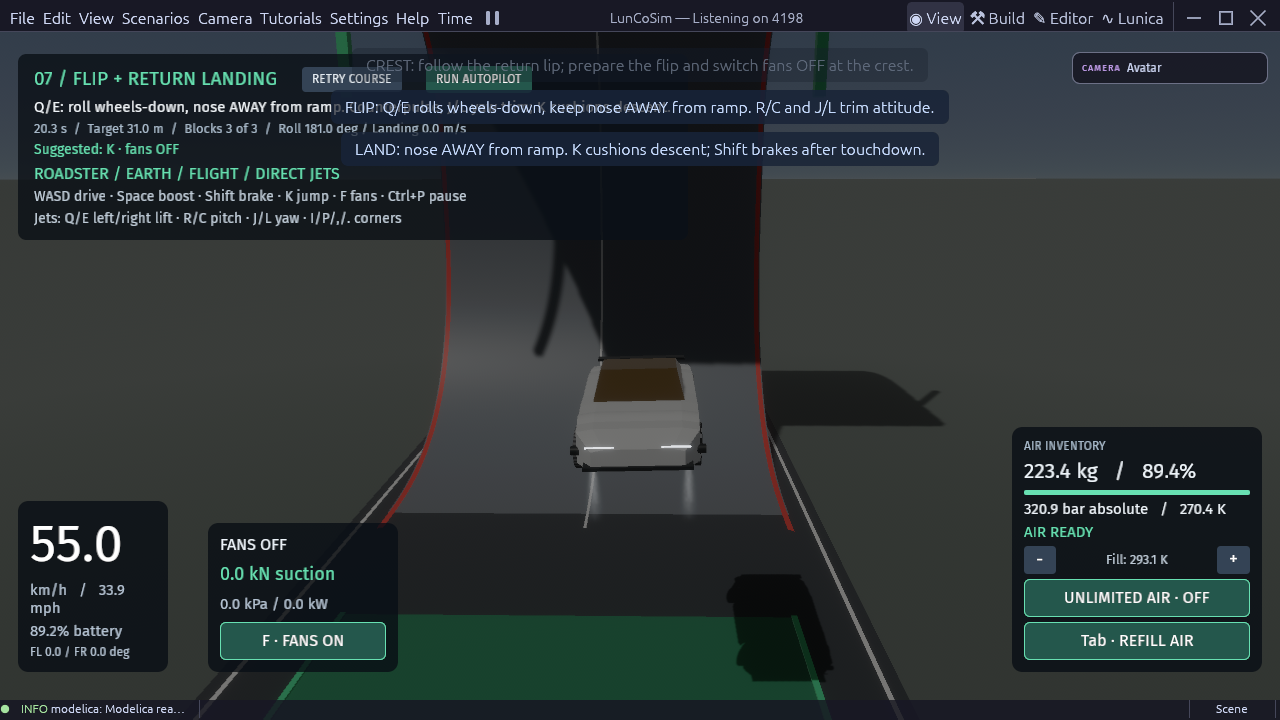 File Edit View Scenarios Camera Tutorials Settings Help Time
LunCoSim — Listening on 4198
View Build Editor Lunica
CREST: follow the return lip; prepare the flip and switch fans OFF at the crest.
07 / FLIP + RETURN LANDING
RETRY COURSE
RUN AUTOPILOT
CAMERA Avatar
Q/E: roll wheels-down, nose AWAY from ramp.
FLIP: Q/E rolls wheels-down, keep nose AWAY from ramp. R/C and J/L trim attitude.
20.3 s / Target 31.0 m / Blocks 3 of 3 / Roll 181.0 deg / Landing 0.0 m/s
Suggested: K · fans OFF
LAND: nose AWAY from ramp. K cushions descent; Shift brakes after touchdown.
ROADSTER / EARTH / FLIGHT / DIRECT JETS
WASD drive · Space boost · Shift brake · K jump · F fans · Ctrl+P pause
Jets: Q/E left/right lift · R/C pitch · J/L yaw · I/P/,/. corners
55.0
km/h / 33.9
mph
89.2% battery
FL 0.0 / FR 0.0 deg
FANS OFF
0.0 kN suction
0.0 kPa / 0.0 kW
F · FANS ON
AIR INVENTORY
223.4 kg / 89.4%
320.9 bar absolute / 270.4 K
AIR READY
- Fill: 293.1 K +
UNLIMITED AIR · OFF
Tab · REFILL AIR
INFO modelica: Modelica rea…
Scene